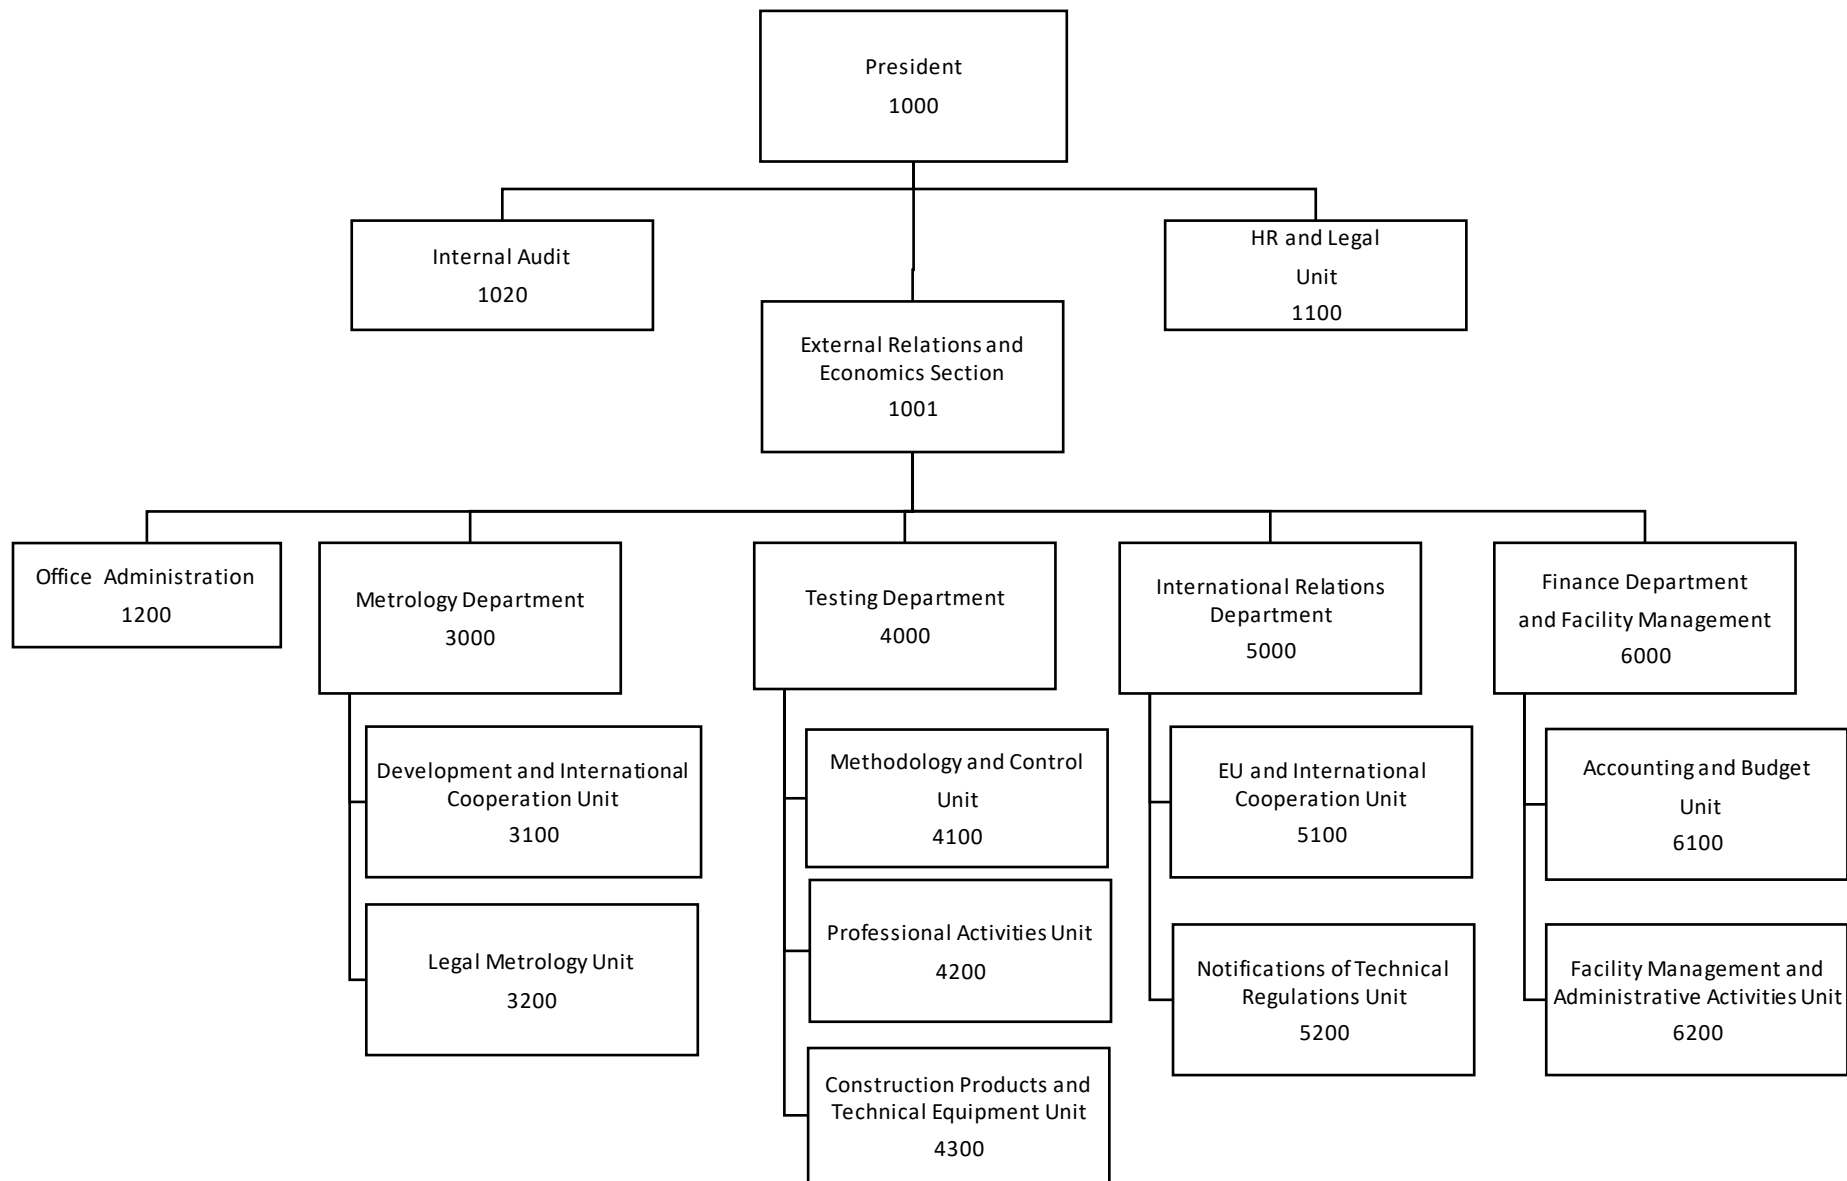 President
1000
Internal Audit
1020
HR and Legal
Unit
1100
External Relations and
Economics Section
1001
Office Administration
1200
Metrology Department
3000
Testing Department
4000
International Relations
Department
5000
Finance Department
and Facility Management
6000
Development and International
Cooperation Unit
3100
Legal Metrology Unit
3200
Methodology and Control
Unit
4100
Professional Activities Unit
4200
Construction Products and
Technical Equipment Unit
4300
EU and International
Cooperation Unit
5100
Notifications of Technical
Regulations Unit
5200
Accounting and Budget
Unit
6100
Facility Management and
Administrative Activities Unit
6200